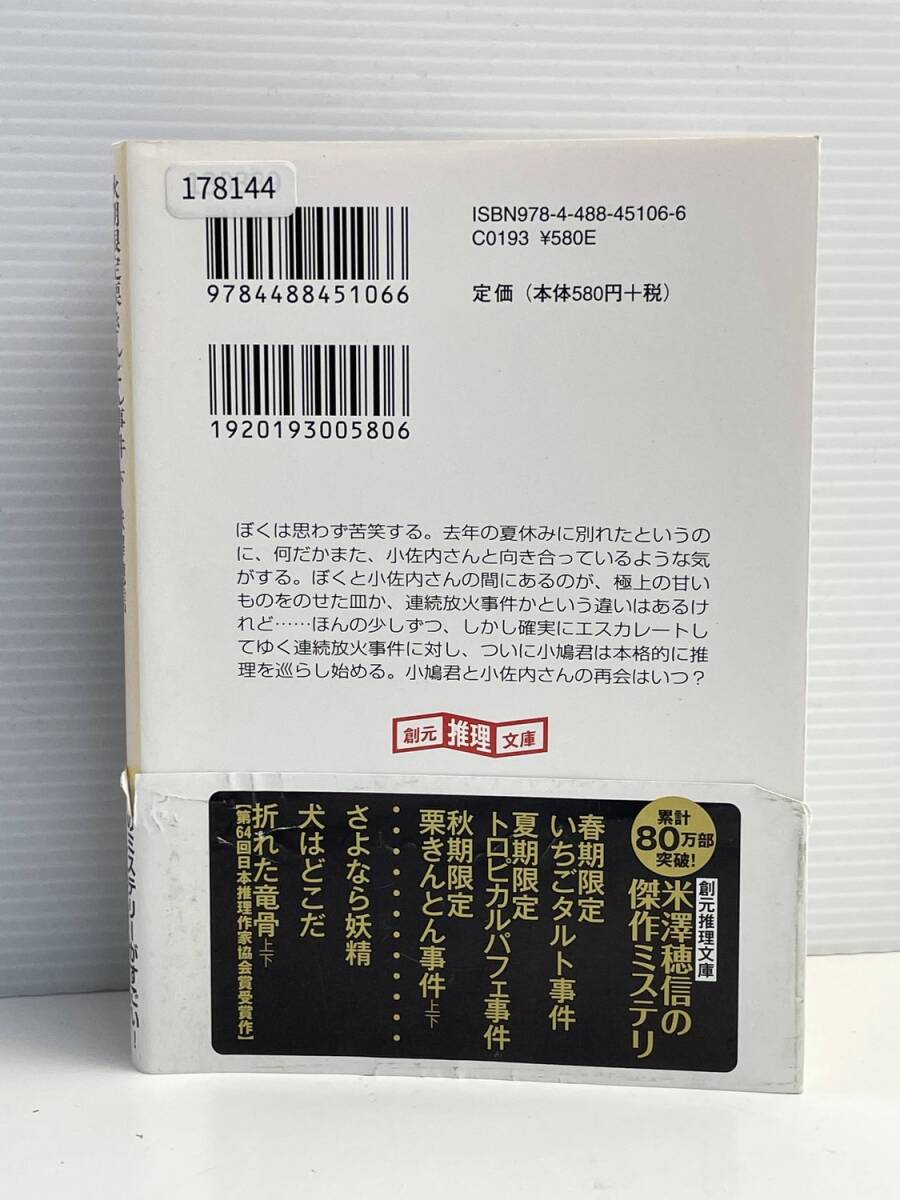 178144
ISBN978-4-488-45106-6
C0193 ¥580E
9784488451066
定価（本体580円＋税）
1920193005806
ぼくは思わず苦笑する。去年の夏休みに別れたというの
に、何だかまた、小佐内さんと向き合っているような気
がする。ぼくと小佐内さんの間にあるのが、極上の甘い
ものをのせた皿か、連続放火事件かという違いはあるけ
れど……ほんの少しずつ、しかし確実にエスカレートし
てゆく連続放火事件に対し、ついに小鳩君は本格的に推
理を巡らし始める。小鳩君と小佐内さんの再会はいつ？
創元推理文庫
累計
80万部
突破！
創元推理文庫
米澤穂信の
傑作ミステリ
春期限定
いちごタルト事件
夏期限定
トロピカルパフェ事件
秋期限定
栗きんとん事件 上下
さよなら妖精
犬はどこだ
折れた竜骨 上下
【第64回日本推理作家協会賞受賞作】
ミステリーがすごい！